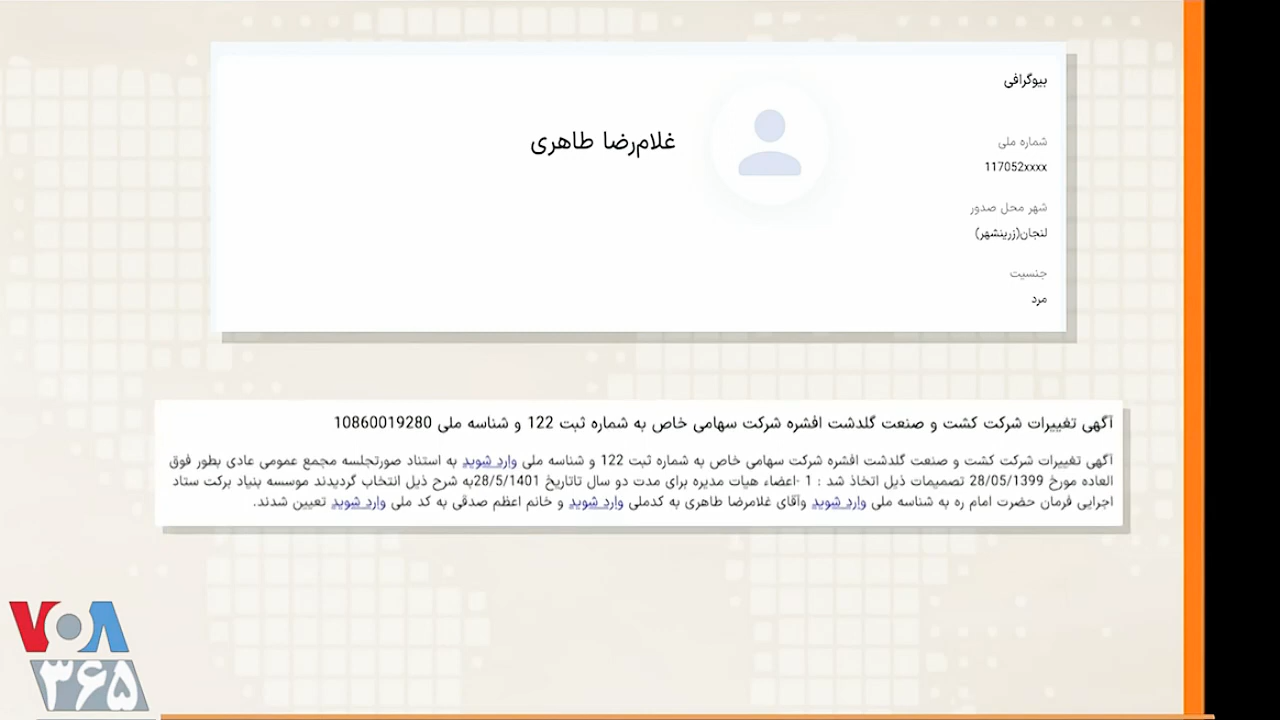 بیوگرافی
غلام‌رضا طاهری
شماره ملی
117052xxxx
شهر محل صدور
لنجان(زرینشهر)
جنسیت
مرد
آگهی تغییرات شرکت کشت و صنعت گلدشت افشره شرکت سهامی خاص به شماره ثبت 122 و شناسه ملی 10860019280
آگهی تغییرات شرکت کشت و صنعت گلدشت افشره شرکت سهامی خاص به شماره ثبت 122 و شناسه ملی وارد شوید به استناد صورتجلسه مجمع عمومی عادی بطور فوق
العاده مورخ 28/05/1399 تصمیمات ذیل اتخاذ شد : 1 -اعضاء هیات مدیره برای مدت دو سال تاتاریخ 28/5/1401به شرح ذیل انتخاب گردیدند موسسه بنیاد برکت ستاد
اجرایی فرمان حضرت امام ره به شناسه ملی وارد شوید وآقای غلامرضا طاهری به کدملی وارد شوید و خانم اعظم صدقی به کد ملی وارد شوید تعیین شدند.
VOA
۳۶۵